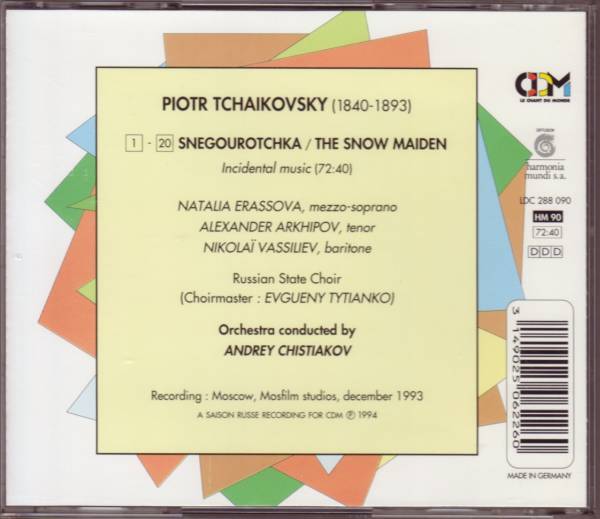 PIOTR TCHAIKOVSKY (1840-1893)
1 - 20 SNEGOUROTCHKA / THE SNOW MAIDEN
Incidental music (72:40)
NATALIA ERASSOVA, mezzo-soprano
ALEXANDER ARKHIPOV, tenor
NIKOLAÏ VASSILIEV, baritone
Russian State Choir
(Choirmaster : EVGUENY TYTIANKO)
Orchestra conducted by
ANDREY CHISTIAKOV
Recording : Moscow, Mosfilm studios, december 1993
A SAISON RUSSE RECORDING FOR CDM ℗ 1994
CDM
LE CHANT DU MONDE
DIFFUSION
harmonia
mundi s.a.
LDC 288 090
HM 90
72:40
DDD
3 149025 062260
MADE IN GERMANY